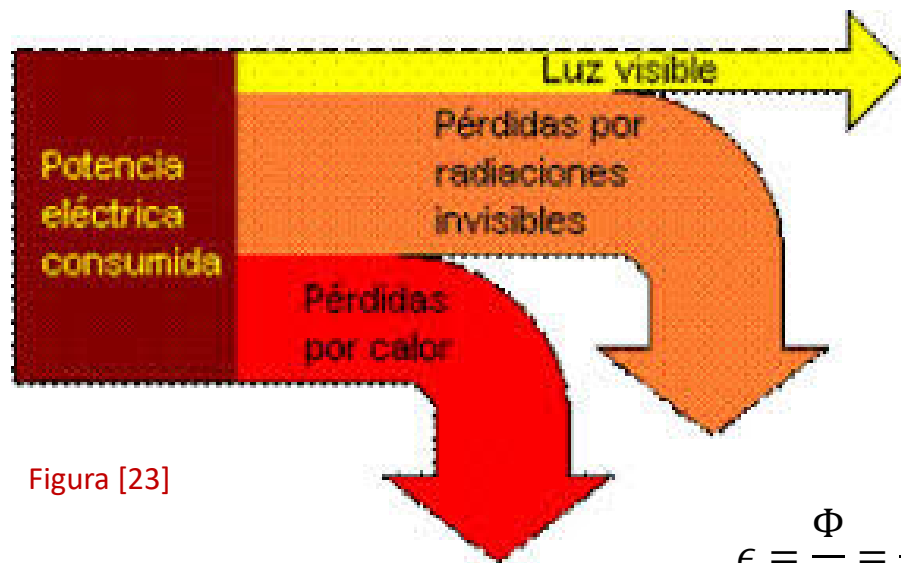 Luz visible
Potencia
eléctrica
consumida
Pérdidas por
radiaciones
invisibles
Pérdidas
por calor
Figura [23]
Φ
ϵ = — =